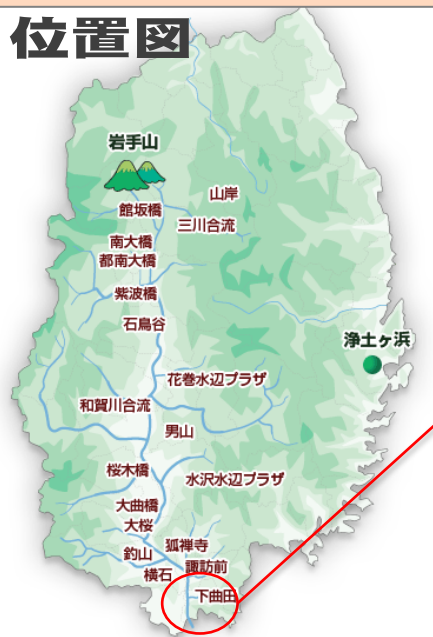 位置図
岩手山
山岸
館坂橋
三川合流
南大橋
都南大橋
紫波橋
石鳥谷
浄土ヶ浜
花巻水辺プラザ
和賀川合流
男山
桜木橋
水沢水辺プラザ
大曲橋
大桜
狐禅寺
釣山
諏訪前
横石
下曲田